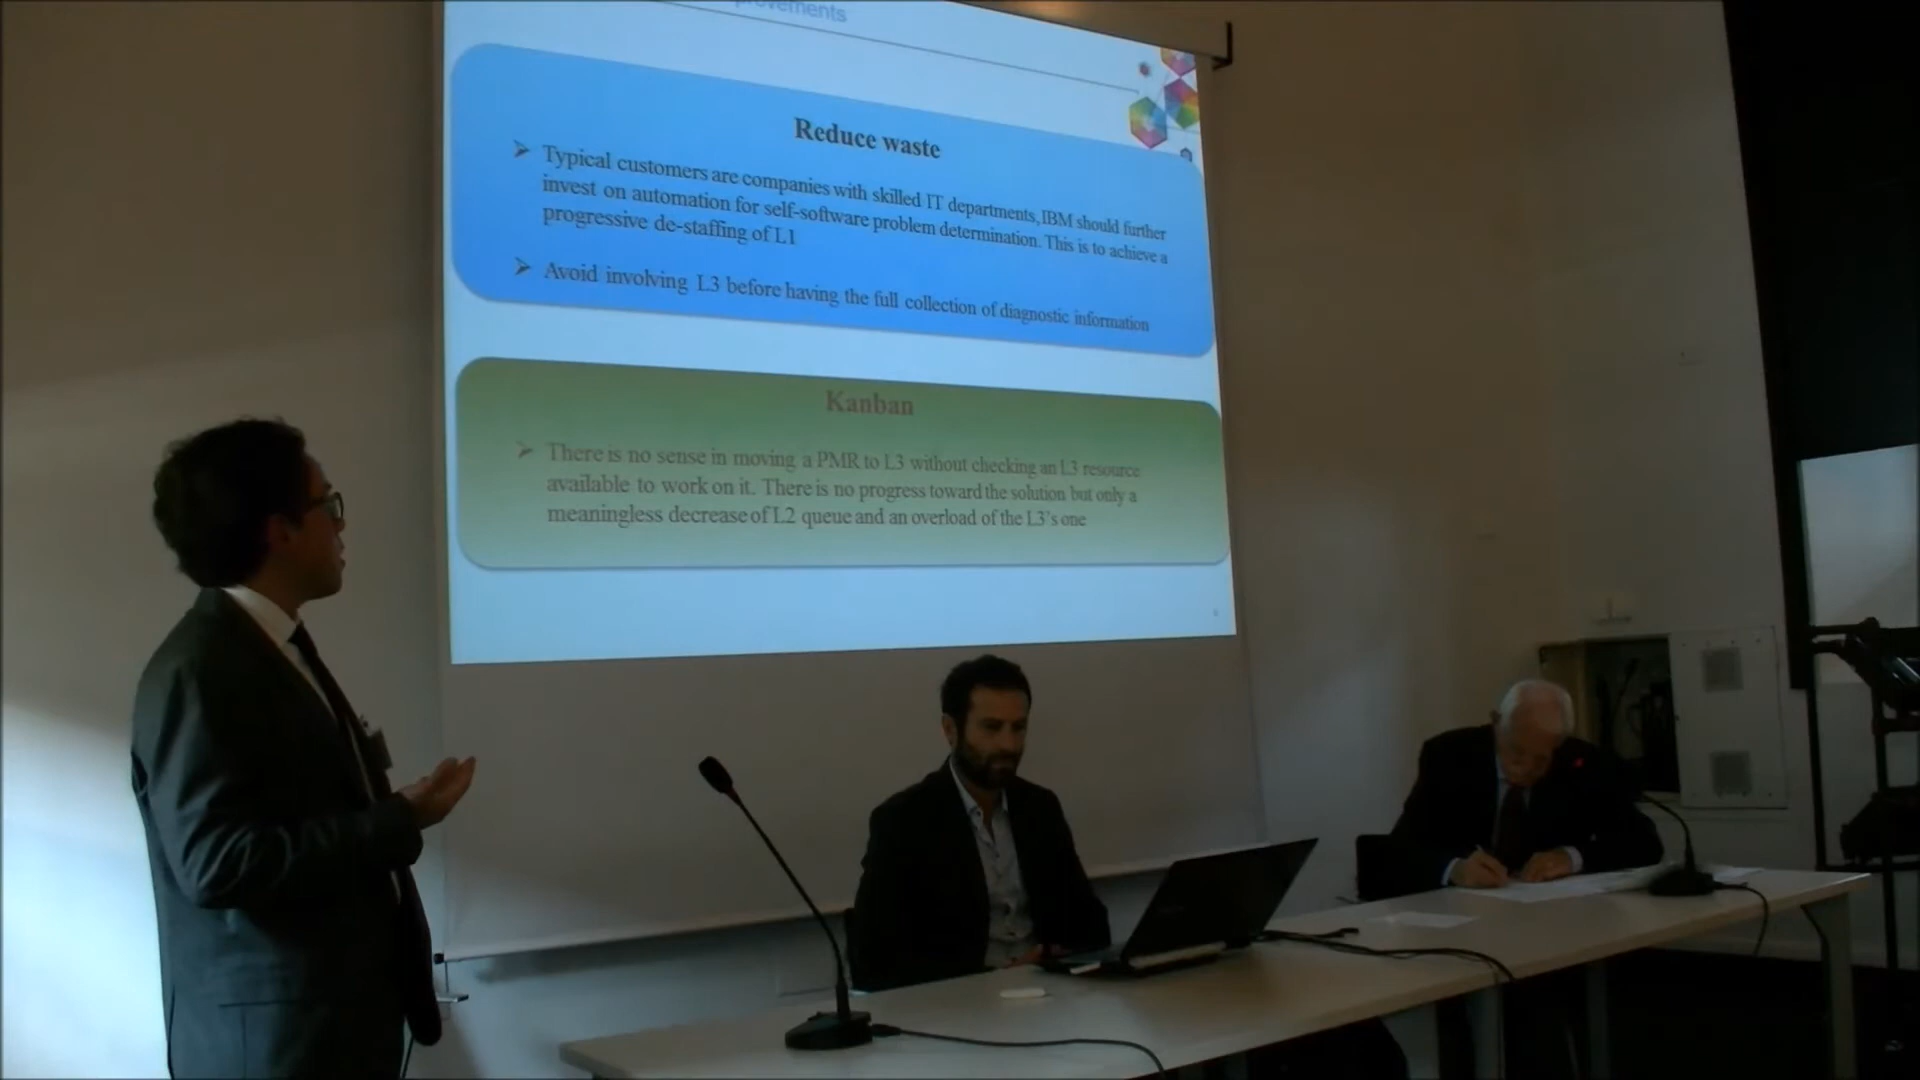 provements
Reduce waste
➢ Typical customers are companies with skilled IT departments, IBM should further
invest on automation for self-software problem determination. This is to achieve a
progressive de-staffing of L1
➢ Avoid involving L3 before having the full collection of diagnostic information
Kanban
➢ There is no sense in moving a PMR to L3 without checking an L3 resource
available to work on it. There is no progress toward the solution but only a
meaningless decrease of L2 queue and an overload of the L3's one